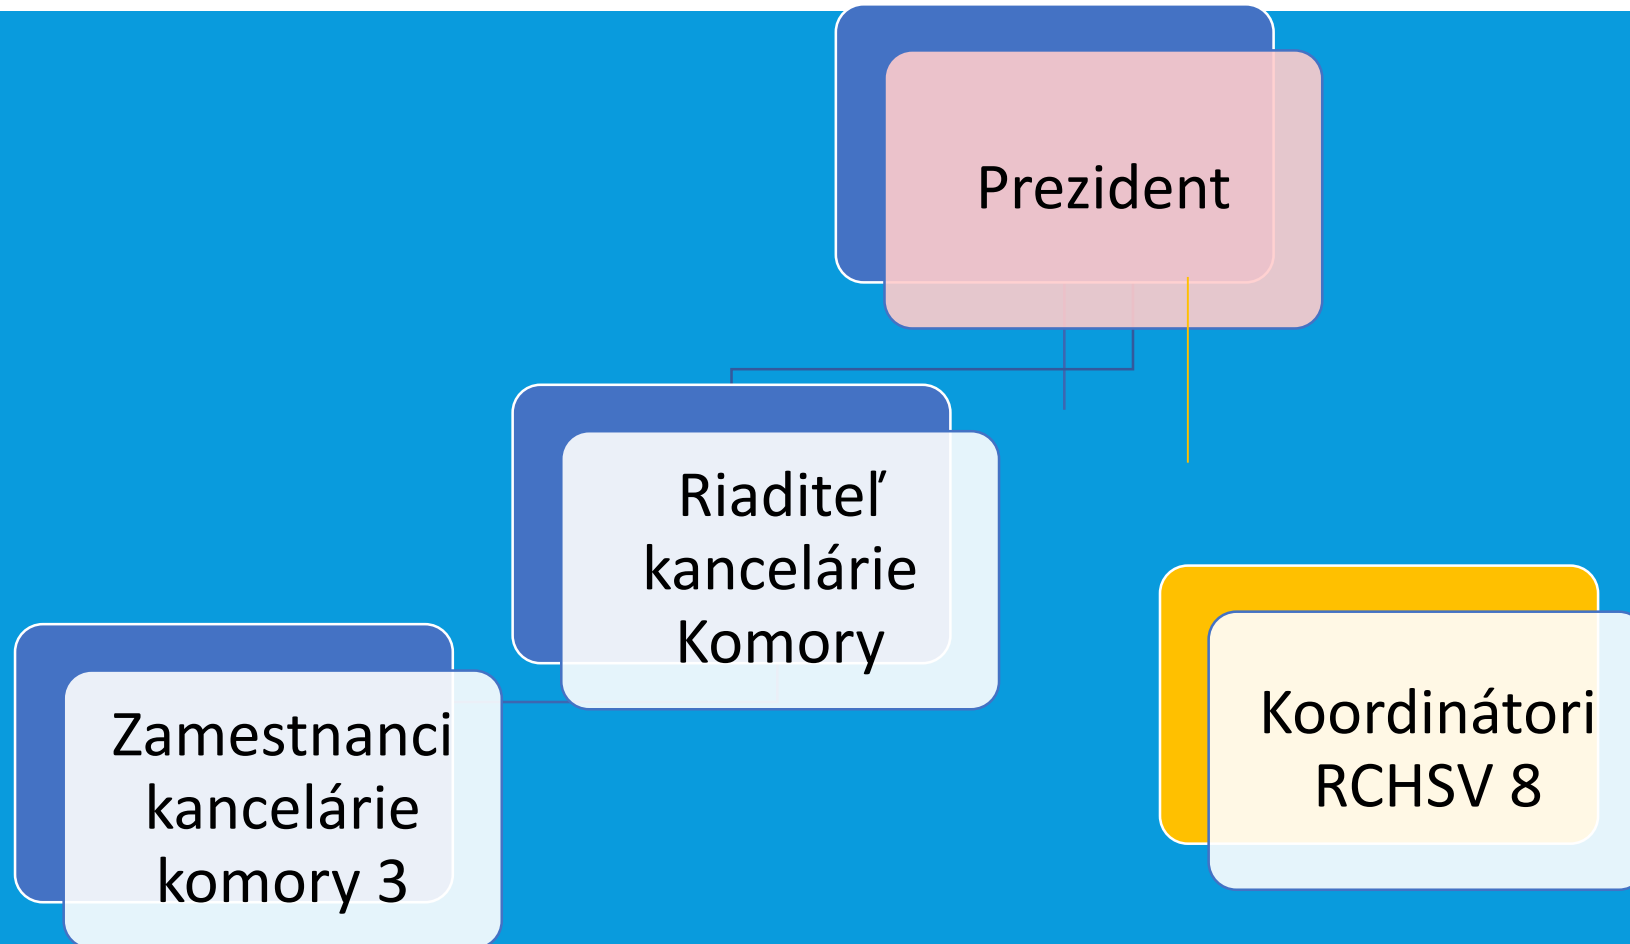 Prezident
Riaditeľ
kancelárie
Komory
Zamestnanci
kancelárie
komory 3
Koordinátori
RCHSV 8